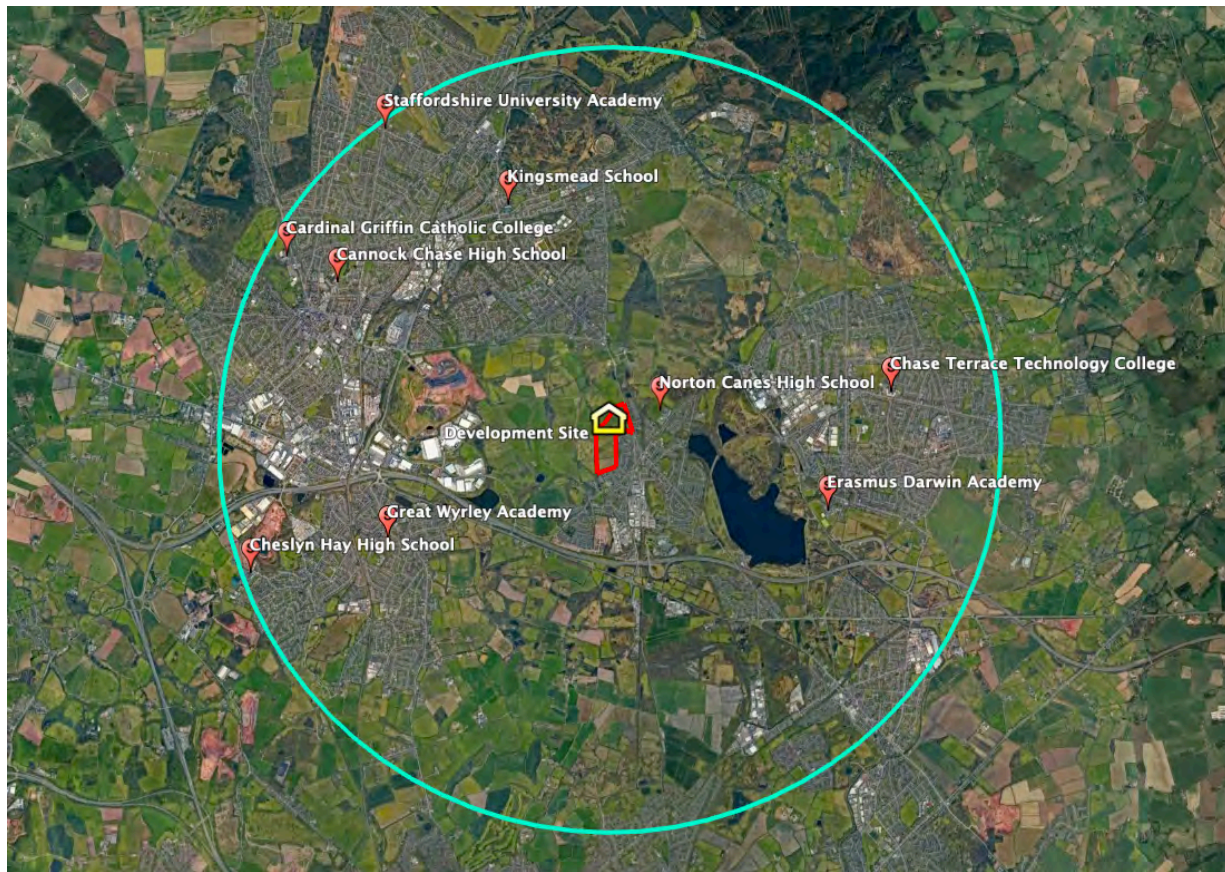 Staffordshire University Academy
Kingsmead School
Cardinal Griffin Catholic College
Cannock Chase High School
Chase Terrace Technology College
Norton Canes High School
Development Site
Erasmus Darwin Academy
Great Wyrley Academy
Cheslyn Hay High School